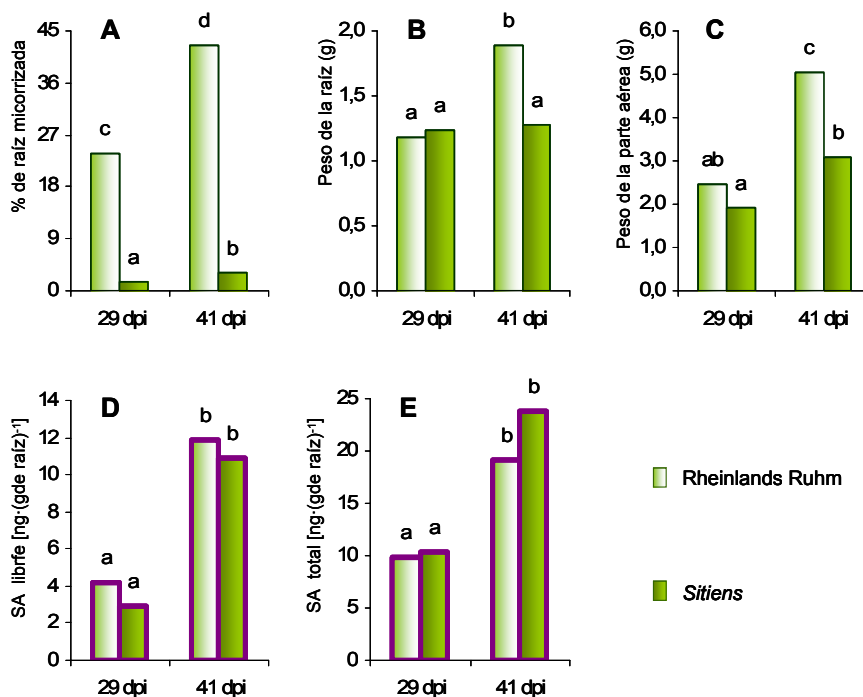 A
% de raíz micorrizada
45
36
27
18
9
0
c
a
d
b
29 dpi 41 dpi
B
Peso de la raíz (g)
2,0
1,5
1,0
0,5
0,0
a
a
b
a
29 dpi 41 dpi
C
Peso de la parte aérea (g)
6,0
5,0
4,0
3,0
2,0
1,0
0,0
ab
a
c
b
29 dpi 41 dpi
D
SA librfe [ng·(gde raíz)-1]
14
12
10
8
6
4
2
0
a
a
b
b
29 dpi 41 dpi
E
SA total [ng·(gde raíz)-1]
25
20
15
10
5
0
a
a
b
b
29 dpi 41 dpi
Rheinlands Ruhm
Sitiens